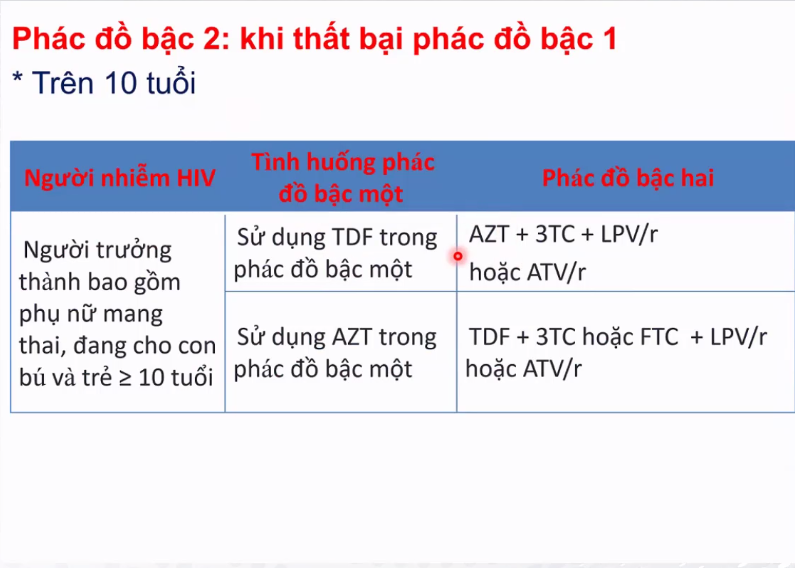 Phác đồ bậc 2: khi thất bại phác đồ bậc 1
* Trên 10 tuổi
Người nhiễm HIV
Tình huống phác
đồ bậc một
Phác đồ bậc hai
Người trưởng
thành bao gồm
phụ nữ mang
thai, đang cho con
bú và trẻ ≥ 10 tuổi
Sử dụng TDF trong
phác đồ bậc một
AZT + 3TC + LPV/r
hoặc ATV/r
Sử dụng AZT trong
phác đồ bậc một
TDF + 3TC hoặc FTC + LPV/r
hoặc ATV/r